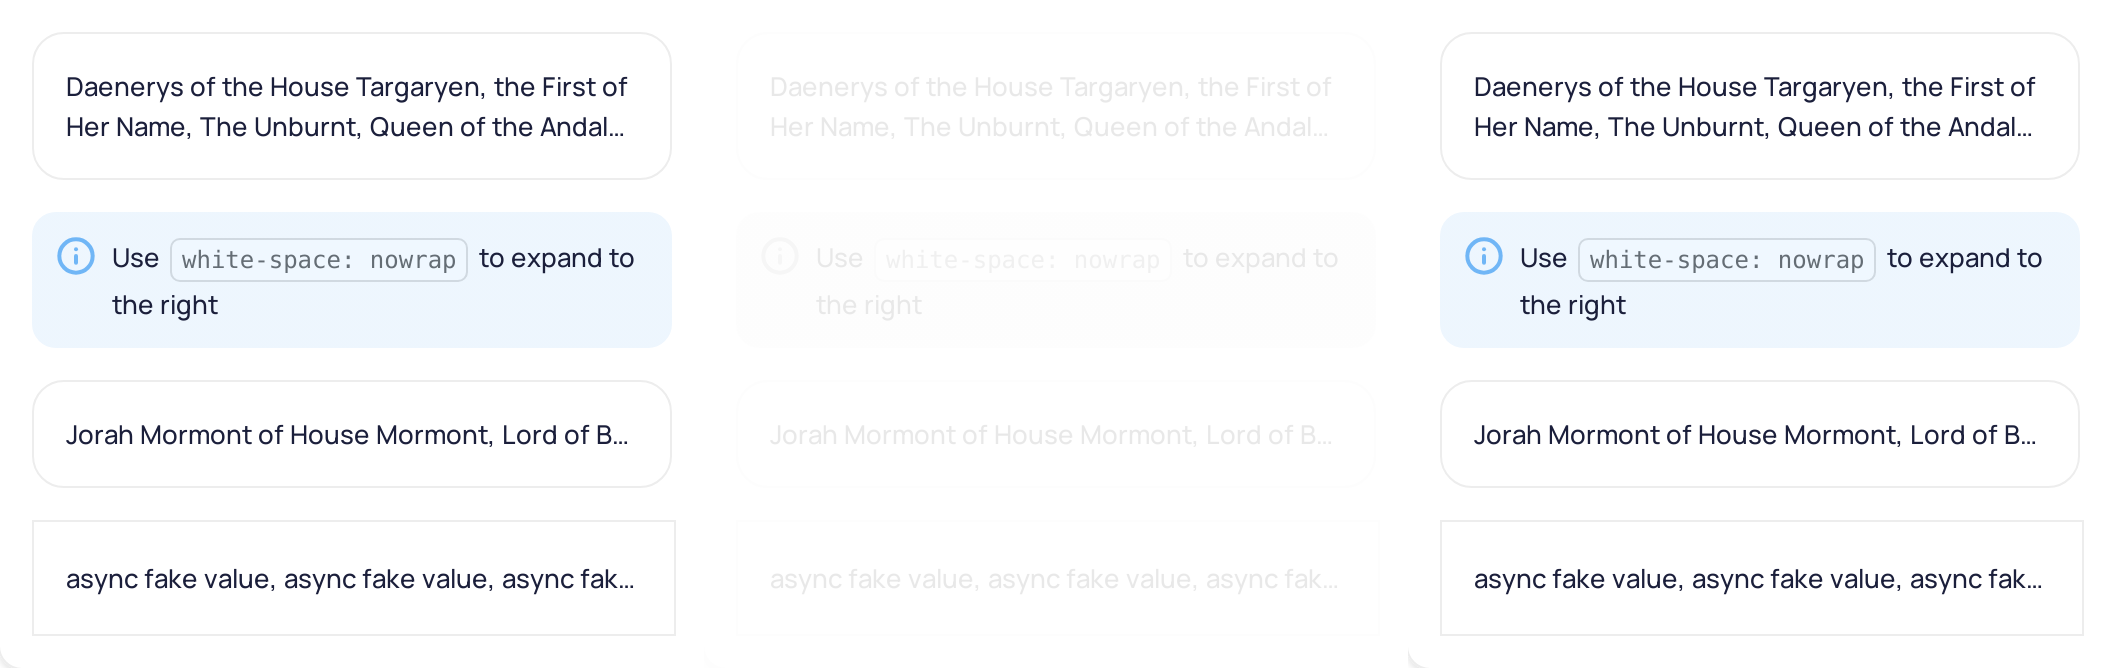 Daenerys of the House Targaryen, the First of
Her Name, The Unburnt, Queen of the Andal...
Use white-space: nowrap to expand to
the right
Jorah Mormont of House Mormont, Lord of B...
async fake value, async fake value, async fak...
Daenerys of the House Targaryen, the First of
Her Name, The Unburnt, Queen of the Andal...
Use white-space: nowrap to expand to
the right
Jorah Mormont of House Mormont, Lord of B...
async fake value, async fake value, async fak...
Daenerys of the House Targaryen, the First of
Her Name, The Unburnt, Queen of the Andal...
Use white-space: nowrap to expand to
the right
Jorah Mormont of House Mormont, Lord of B...
async fake value, async fake value, async fak...